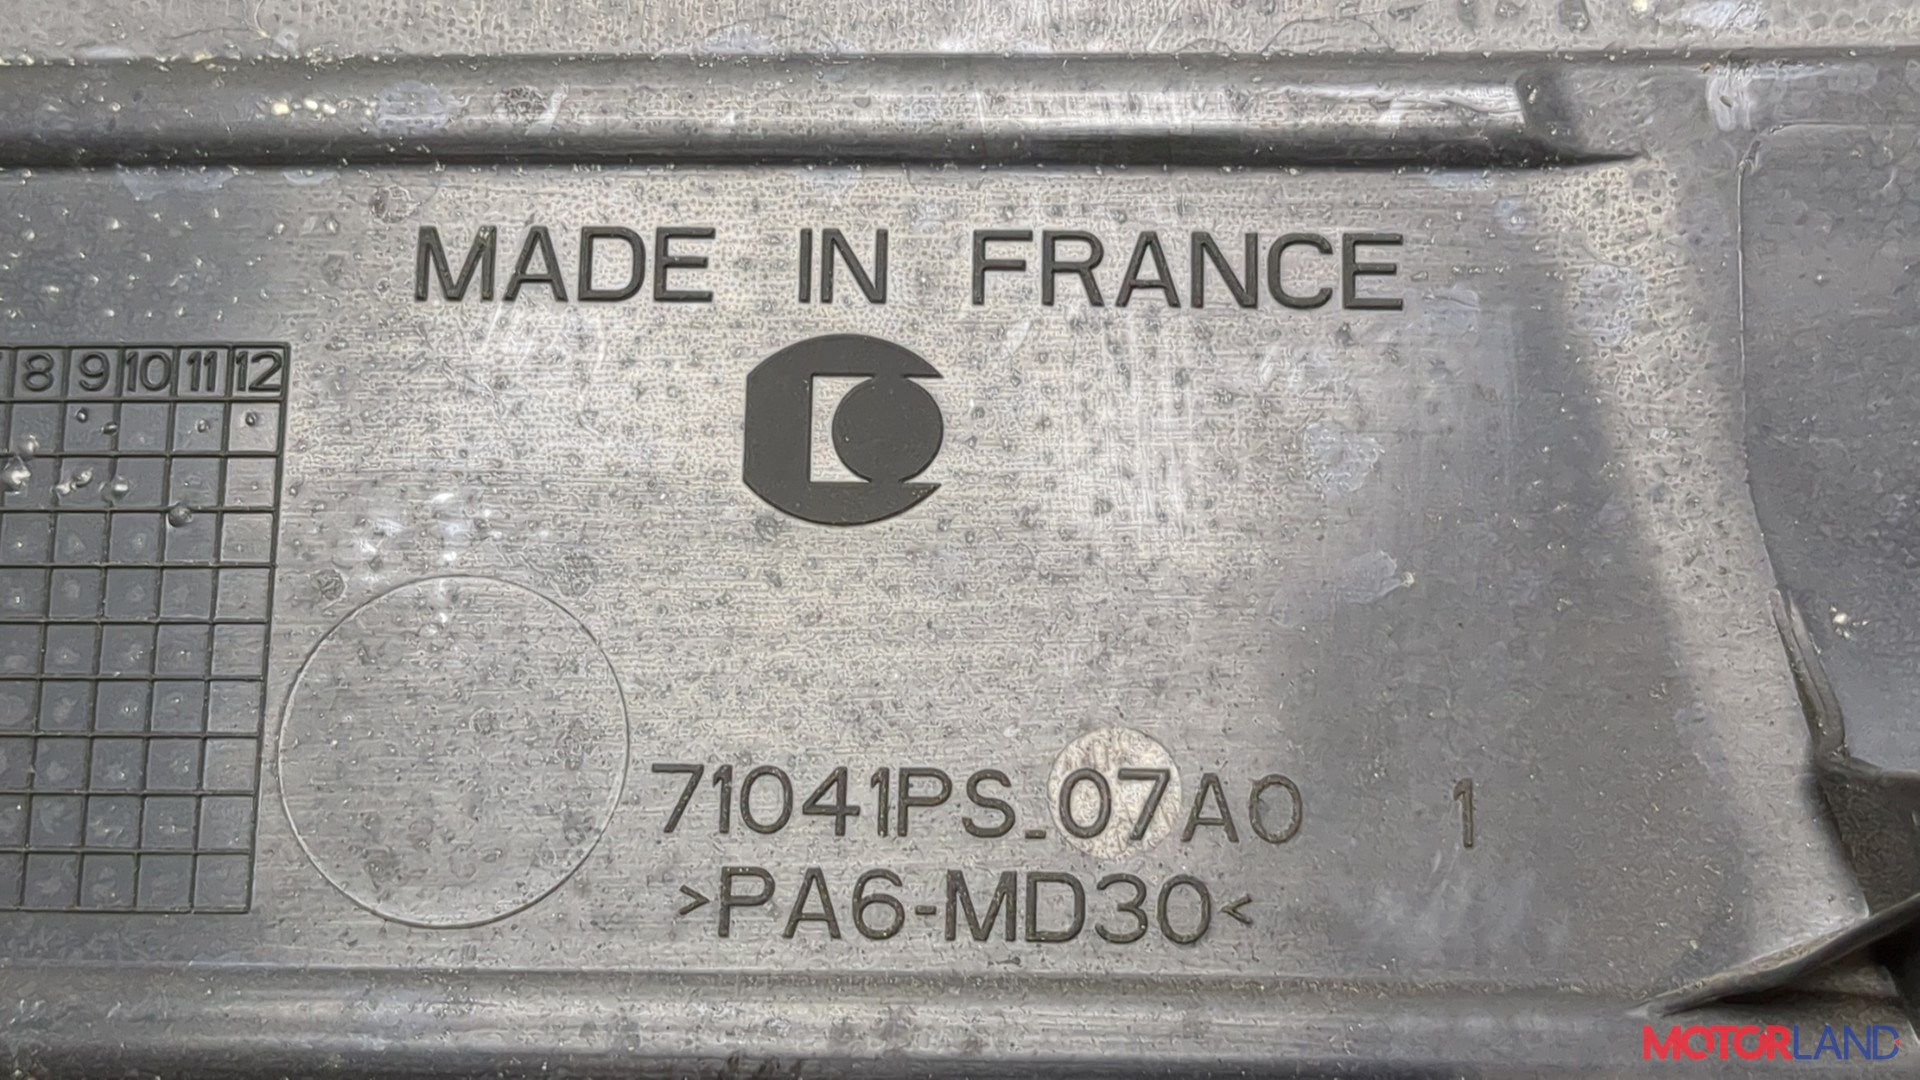 MADE IN FRANCE
8 9 10 11 12
71041PS_07A0 1
>PA6-MD30<
MOTORLAND